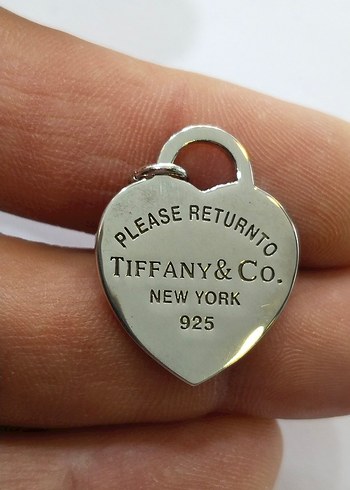 PLEASE RETURNTO
TIFFANY & CO.
NEW YORK
925